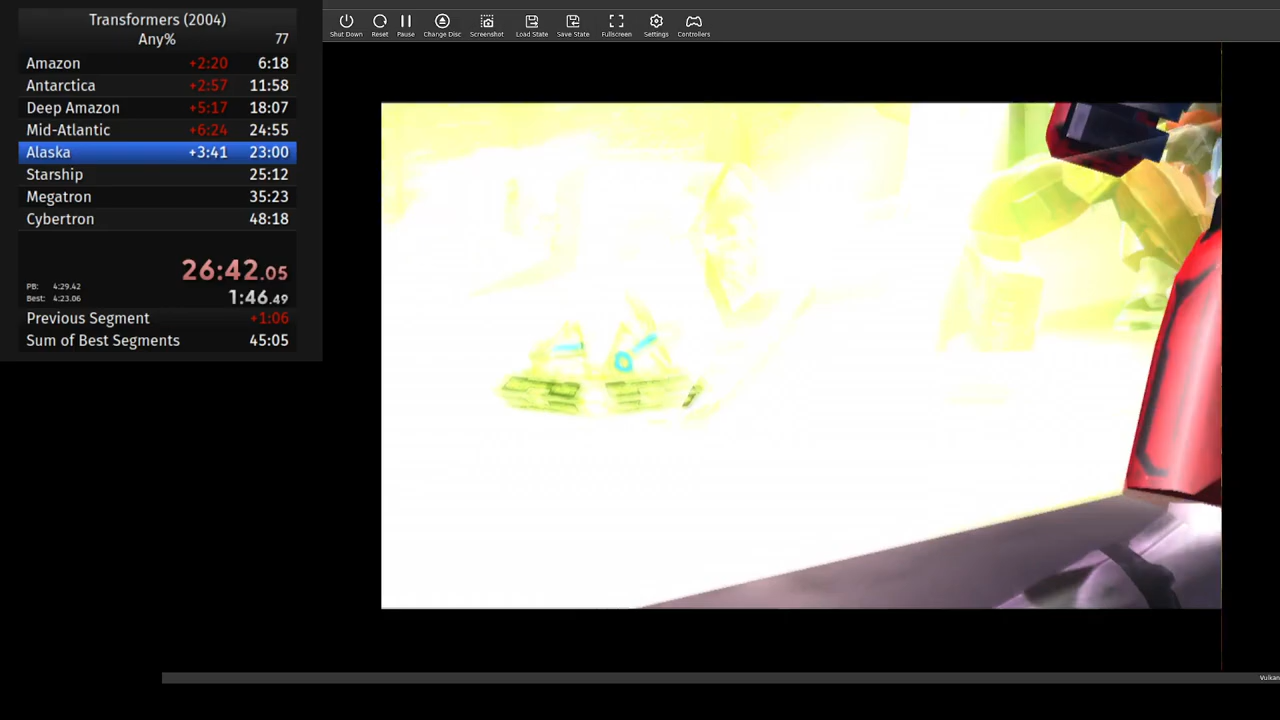 Transformers (2004)
Any% 77
Amazon +2:20 6:18
Antarctica +2:57 11:58
Deep Amazon +5:17 18:07
Mid-Atlantic +6:24 24:55
Alaska +3:41 23:00
Starship 25:12
Megatron 35:23
Cybertron 48:18
26:42.05
PB: 4:29.42
Best: 4:23.06
1:46.49
Previous Segment +1:06
Sum of Best Segments 45:05
Shut Down Reset Pause Change Disc Screenshot Load State Save State Fullscreen Settings Controllers
Vulkan